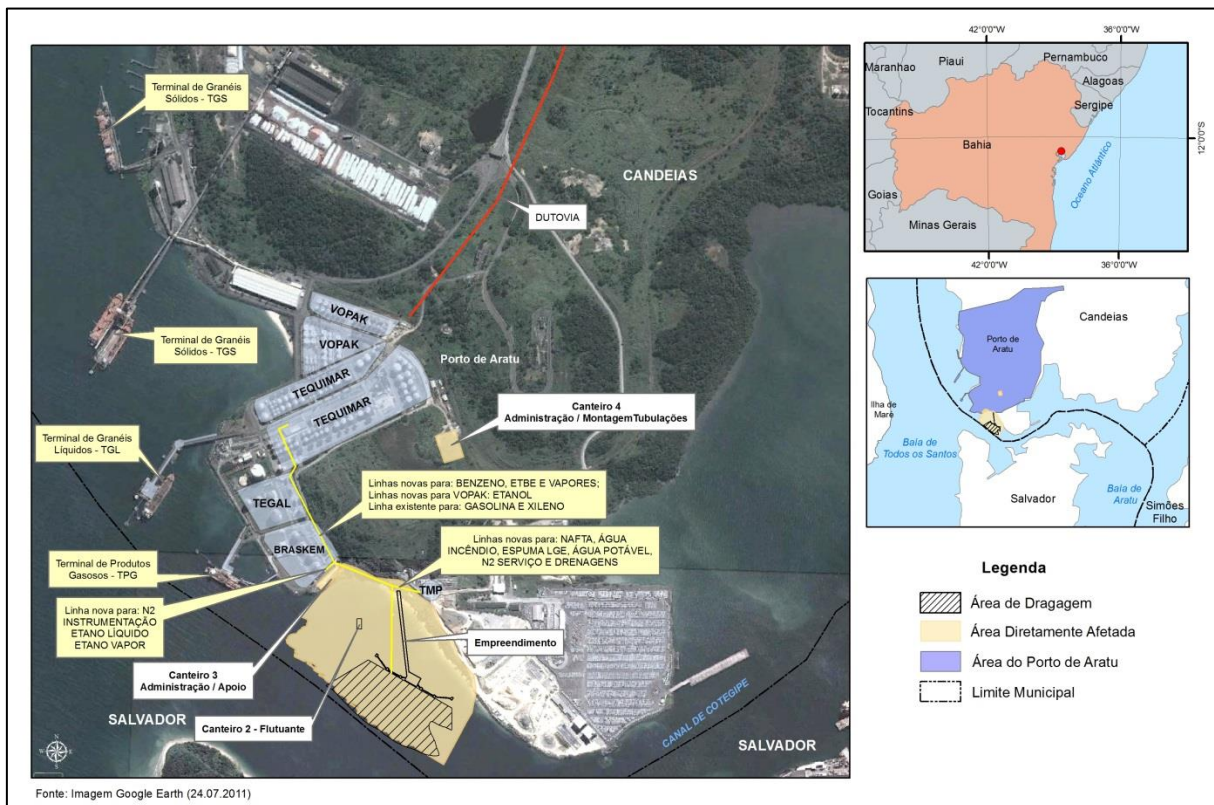 Terminal de Granéis
Sólidos - TGS
CANDEIAS
DUTOVIA
VOPAK
VOPAK
Terminal de Granéis
Sólidos - TGS
TEQUIMAR
Porto de Aratu
TEQUIMAR
Canteiro 4
Administração / MontagemTubulações
Terminal de Granéis
Líquidos - TGL
Linhas novas para: BENZENO, ETBE E VAPORES;
Linhas novas para VOPAK: ETANOL
Linha existente para: GASOLINA E XILENO
TEGAL
Linhas novas para: NAFTA, ÁGUA
INCÊNDIO, ESPUMA LGE, ÁGUA POTÁVEL,
N2 SERVIÇO E DRENAGENS
BRASKEM
Terminal de Produtos
Gasosos - TPG
TMP
Linha nova para: N2
INSTRUMENTAÇÃO
ETANO LÍQUIDO
ETANO VAPOR
Empreendimento
Canteiro 3
Administração / Apoio
SALVADOR
Canteiro 2 - Flutuante
CANAL DE COTEGIPE
SALVADOR
N
W
E
S
Fonte: Imagem Google Earth (24.07.2011)
42°0'0"W
36°0'0"W
Maranhao
Piaui
Pernambuco
Alagoas
Sergipe
Tocantins
Bahia
12°0'0"S
Oceano Atlântico
Goias
Minas Gerais
42°0'0"W
36°0'0"W
Candeias
Porto de
Aratu
Ilha de
Maré
Baía de
Todos os Santos
Salvador
Baía de
Aratu
Simões
Filho
Legenda
Área de Dragagem
Área Diretamente Afetada
Área do Porto de Aratu
Limite Municipal